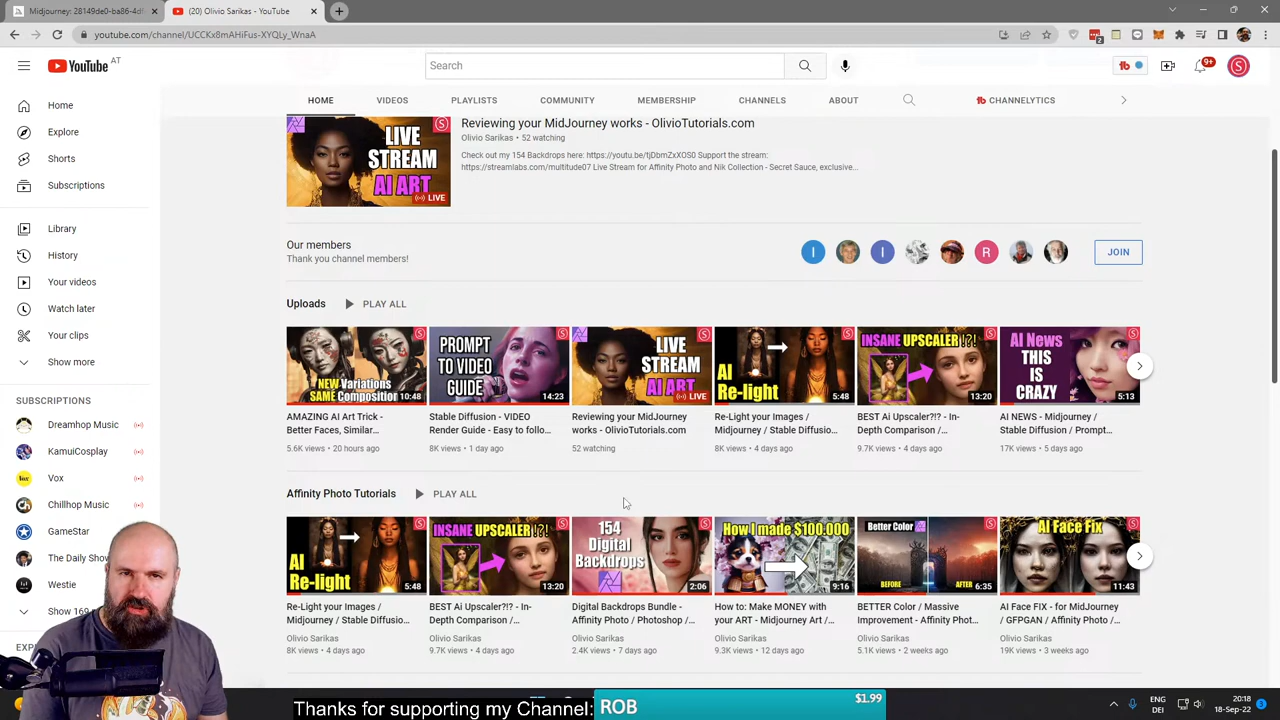 Midjourney: 28149de0-ba86-4d
(20) Olivio Sarikas - YouTube
youtube.com/channel/UCCKx8mAHiFus-XYQLy_WnaA
YouTube AT
Search
9+
HOME VIDEOS PLAYLISTS COMMUNITY MEMBERSHIP CHANNELS ABOUT CHANNELYTICS
Home
Explore
Shorts
Subscriptions
Library
History
Your videos
Watch later
Your clips
Show more
SUBSCRIPTIONS
Dreamhop Music
KamuiCosplay
Vox
Chillhop Music
GameStar
The Daily Show
Westie
Show 169
LIVE
STREAM
AI ART
LIVE
Reviewing your MidJourney works - OlivioTutorials.com
Olivio Sarikas • 52 watching
Check out my 154 Backdrops here: https://youtu.be/tjDbmZxXOS0 Support the stream:
https://streamlabs.com/multitude07 Live Stream for Affinity Photo and Nik Collection - Secret Sauce, exclusive...
Our members
Thank you channel members!
I
I
R
JOIN
Uploads
PLAY ALL
NEW Variations
SAME Composition
10:48
AMAZING AI Art Trick -
Better Faces, Similar...
5.6K views • 20 hours ago
PROMPT
TO VIDEO
GUIDE
14:23
Stable Diffusion - VIDEO
Render Guide - Easy to follo...
8K views • 1 day ago
LIVE
STREAM
AI ART
LIVE
Reviewing your MidJourney
works - OlivioTutorials.com
52 watching
AI
Re-light
5:48
Re-Light your Images /
Midjourney / Stable Diffusio...
8K views • 4 days ago
INSANE UPSCALER!?!
13:20
BEST Ai Upscaler?!? - In-
Depth Comparison /...
9.7K views • 4 days ago
AI News
THIS
IS
CRAZY
5:13
AI NEWS - Midjourney /
Stable Diffusion / Prompt...
17K views • 5 days ago
Affinity Photo Tutorials
PLAY ALL
AI
Re-light
5:48
Re-Light your Images /
Midjourney / Stable Diffusio...
Olivio Sarikas
8K views • 4 days ago
INSANE UPSCALER!?!
13:20
BEST Ai Upscaler?!? - In-
Depth Comparison /...
Olivio Sarikas
9.7K views • 4 days ago
154
Digital
Backdrops
2:06
Digital Backdrops Bundle -
Affinity Photo / Photoshop /...
Olivio Sarikas
2.4K views • 7 days ago
How I made $100.000
9:16
How to: Make MONEY with
your ART - Midjourney Art /...
Olivio Sarikas
9.3K views • 12 days ago
Better Color
BEFORE
AFTER
6:35
BETTER Color / Massive
Improvement - Affinity Phot...
Olivio Sarikas
5.1K views • 2 weeks ago
AI Face Fix
11:43
AI Face FIX - for MidJourney
/ GFPGAN / Affinity Photo /...
Olivio Sarikas
19K views • 3 weeks ago
Thanks for supporting my Channel:
ROB
$1.99
ENG
DEI
20:18
18-Sep-22